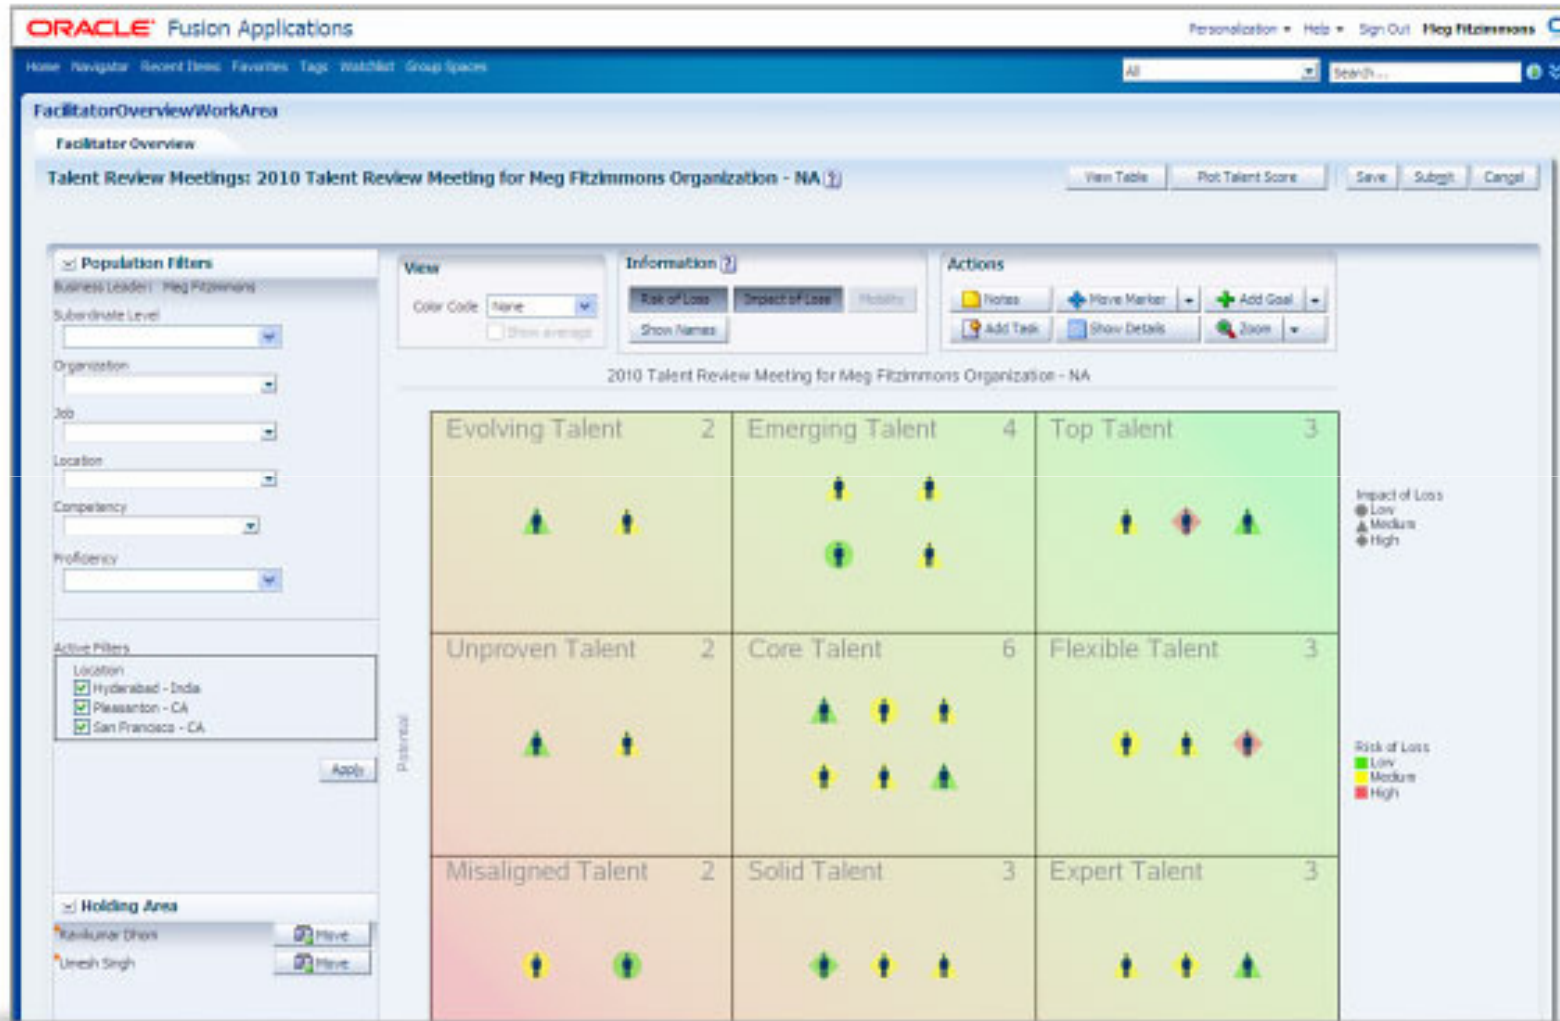 ORACLE Fusion Applications
Personalization Help Sign Out Meg Fitzimmons
Home Navigator Recent Items Favorites Tags Watchlist Group Spaces
All Search...
FacilitatorOverviewWorkArea
Facilitator Overview
Talent Review Meetings: 2010 Talent Review Meeting for Meg Fitzimmons Organization - NA
View Table Plot Talent Score Save Submit Cancel
Population Filters
Business Leader: Meg Fitzimmons
Subordinate Level
Organization
Job
Location
Competency
Proficiency
Active Filters
Location
Hyderabad - India
Pleasanton - CA
San Francisco - CA
Apply
Holding Area
Ravikumar Dhoni Move
Umesh Singh Move
View
Color Code None
Show average
Information ?
Risk of Loss Impact of Loss Mobility
Show Names
Actions
Notes Move Marker Add Goal
Add Task Show Details Zoom
2010 Talent Review Meeting for Meg Fitzimmons Organization - NA
Potential
Evolving Talent 2 Emerging Talent 4 Top Talent 3
Unproven Talent 2 Core Talent 6 Flexible Talent 3
Misaligned Talent 2 Solid Talent 3 Expert Talent 3
Impact of Loss
Low
Medium
High
Risk of Loss
Low
Medium
High